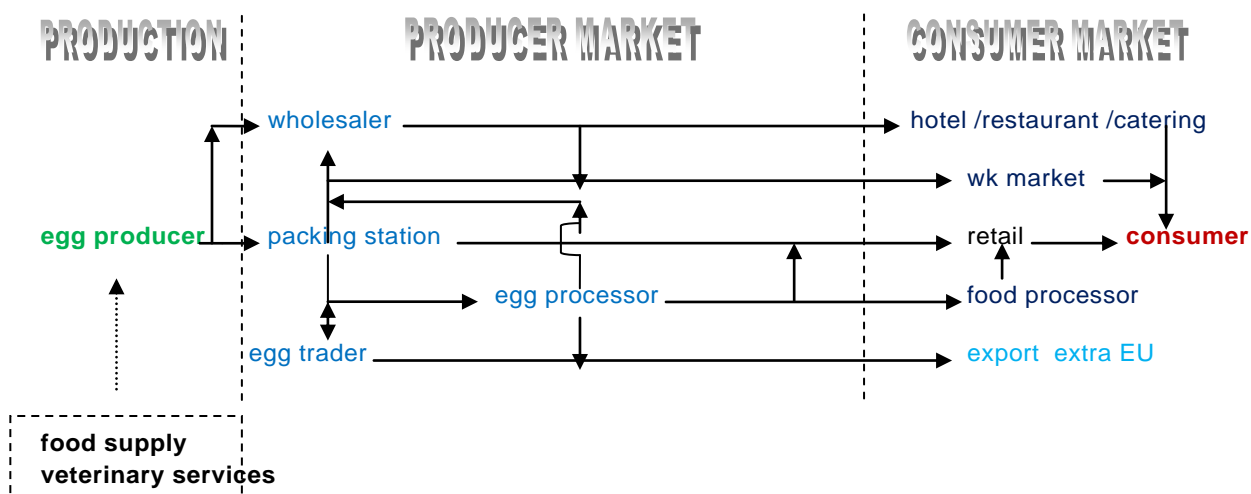 PRODUCTION PRODUCER MARKET CONSUMER MARKET
wholesaler hotel /restaurant /catering
wk market
egg producer packing station retail consumer
egg processor food processor
egg trader export extra EU
food supply
veterinary services